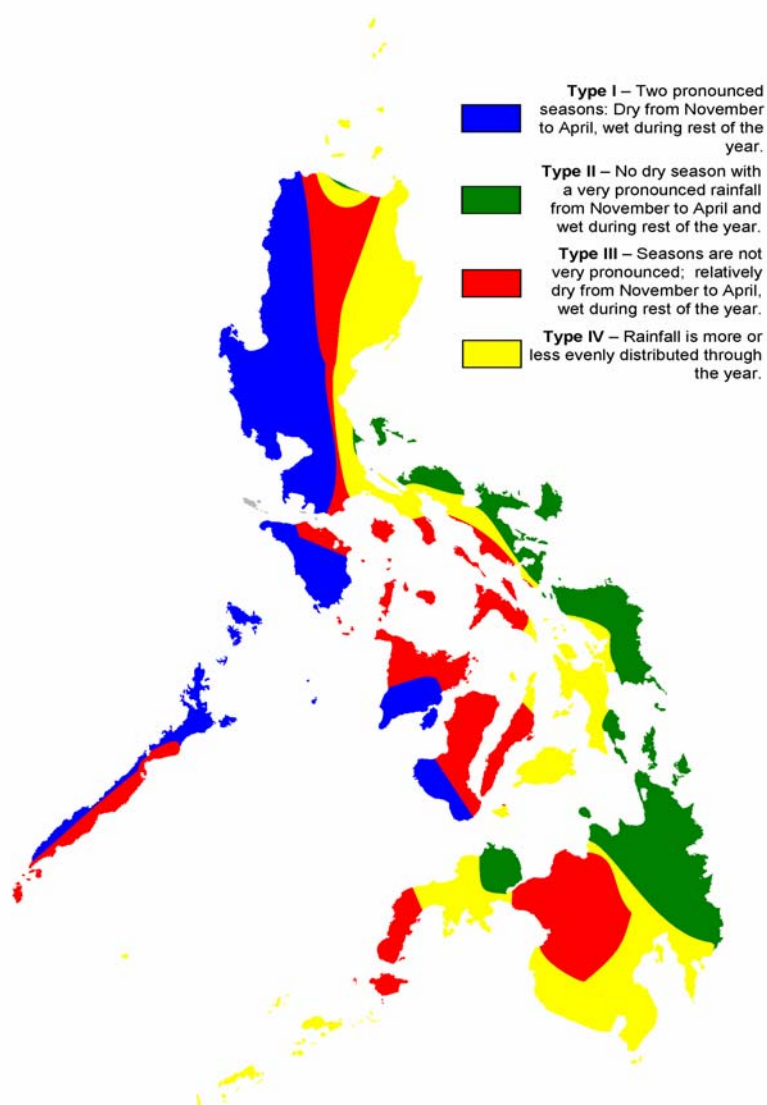 Type I – Two pronounced
seasons: Dry from November
to April, wet during rest of the
year.
Type II – No dry season with
a very pronounced rainfall
from November to April and
wet during rest of the year.
Type III – Seasons are not
very pronounced; relatively
dry from November to April,
wet during rest of the year.
Type IV – Rainfall is more or
less evenly distributed through
the year.